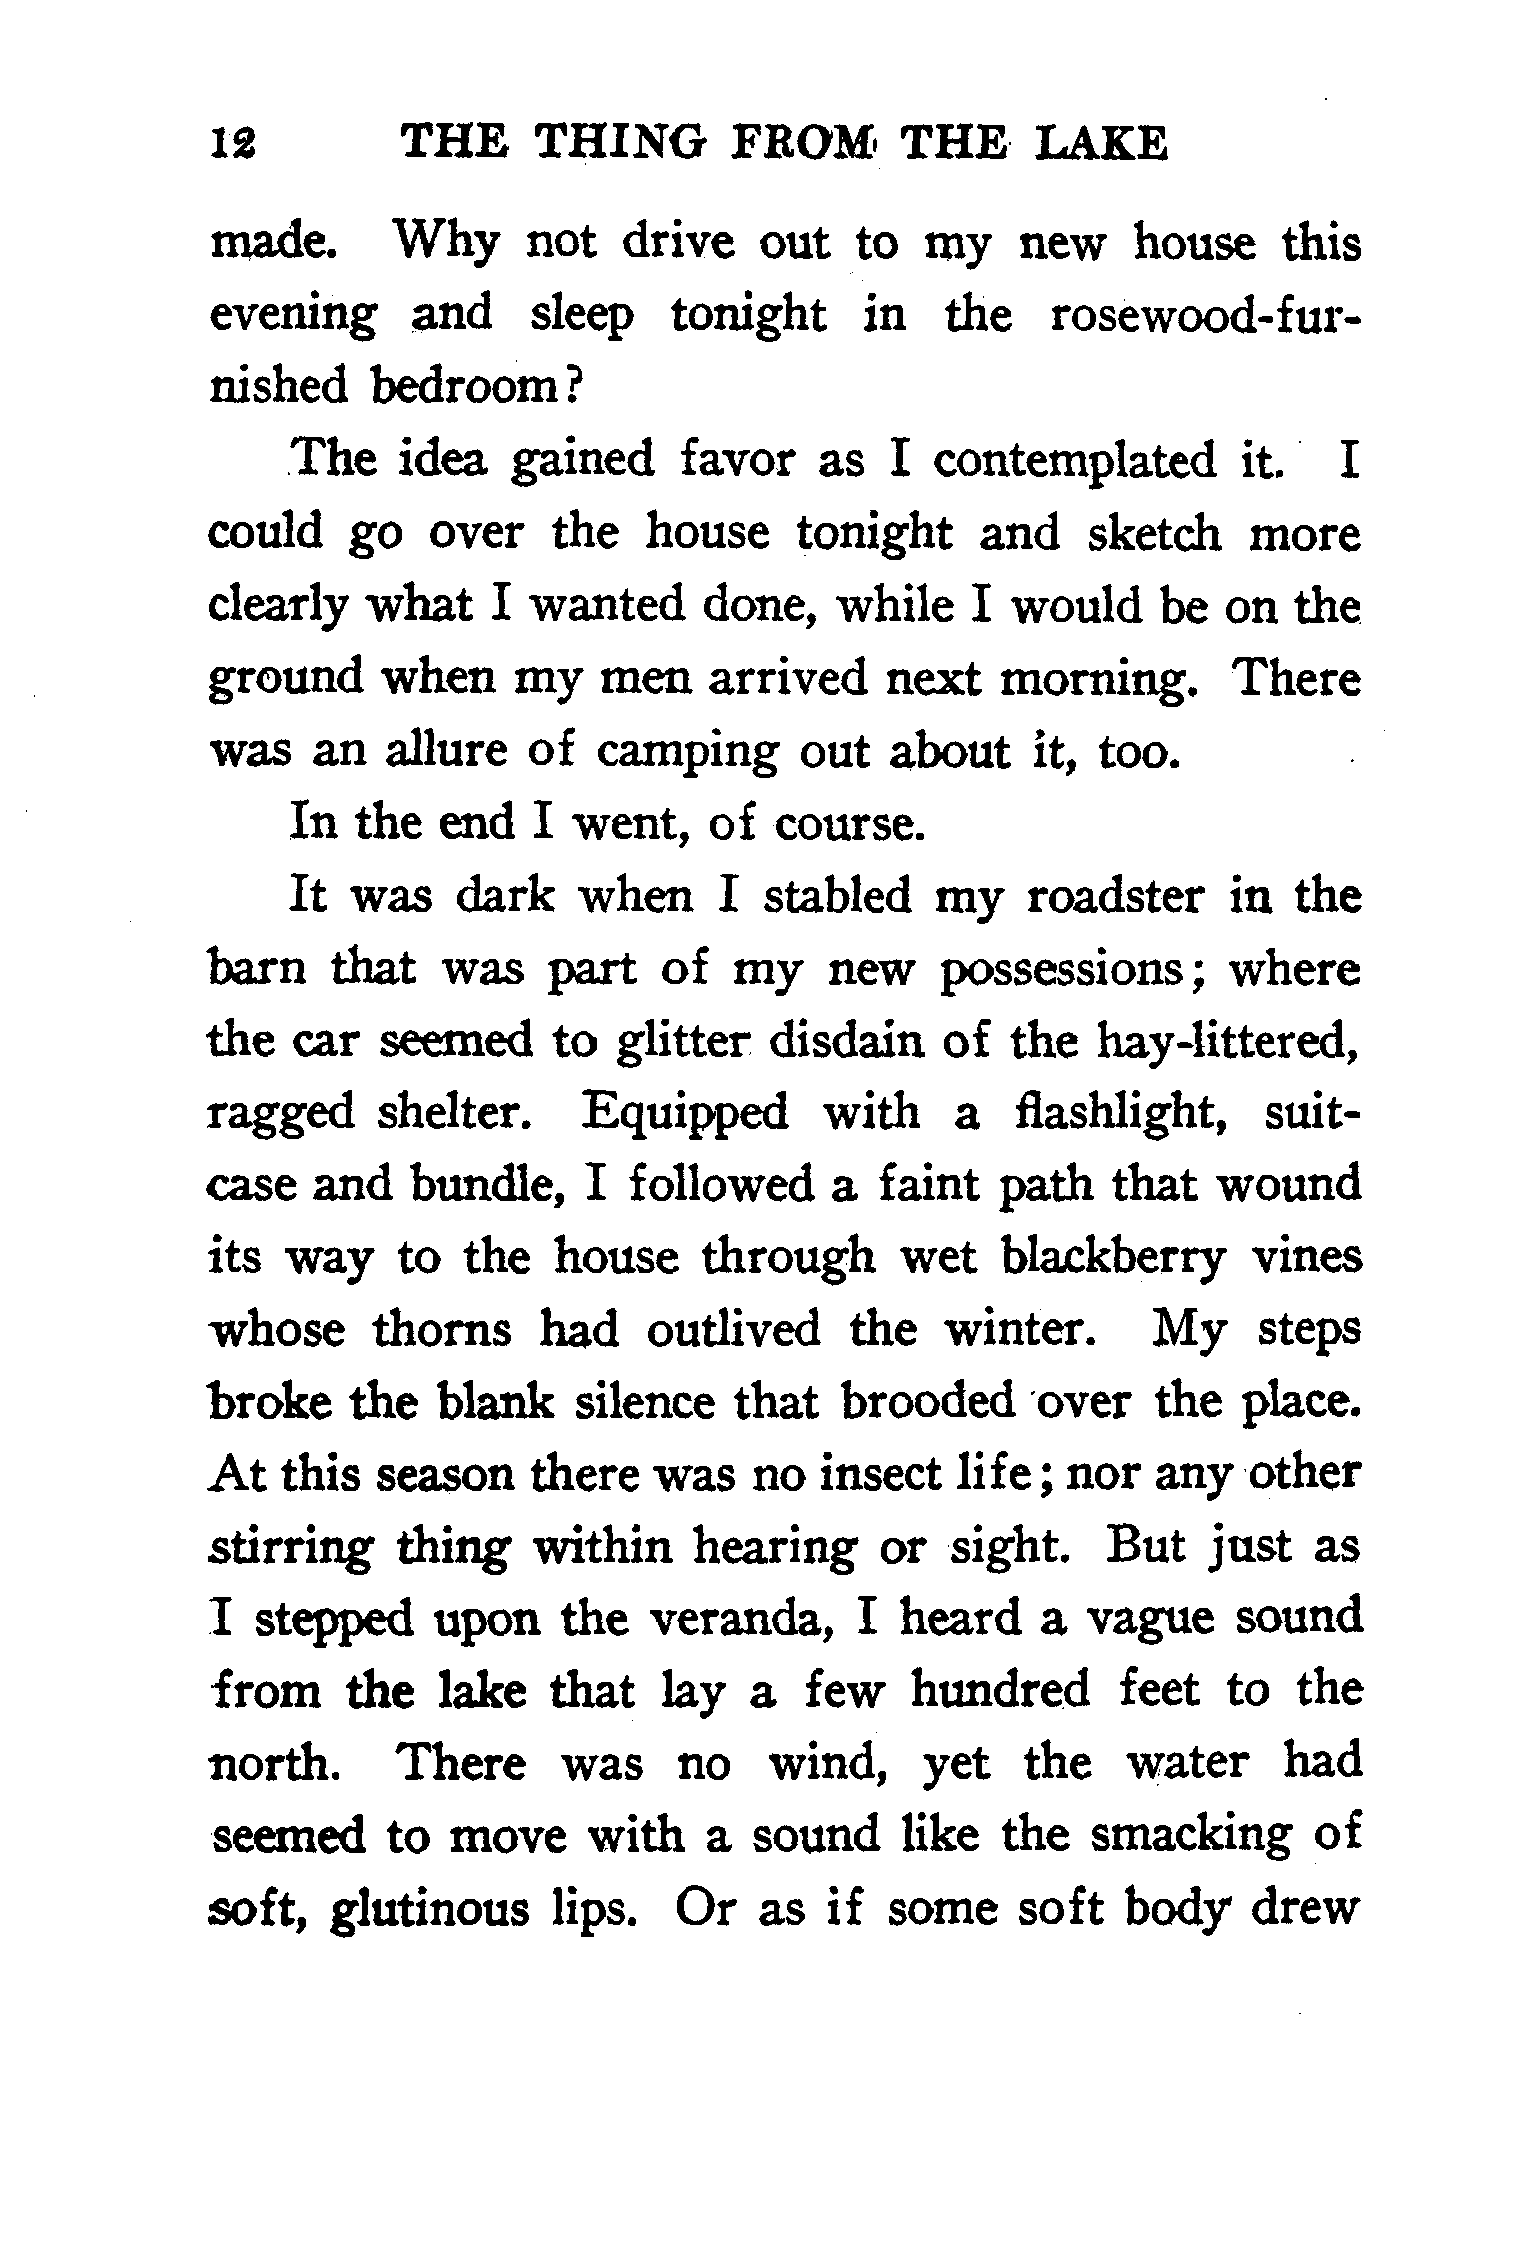 12 THE THING FROM THE LAKE
made. Why not drive out to my new house this
evening and sleep tonight in the rosewood-fur-
nished bedroom?
The idea gained favor as I contemplated it. I
could go over the house tonight and sketch more
clearly what I wanted done, while I would be on the
ground when my men arrived next morning. There
was an allure of camping out about it, too.
In the end I went, of course.
It was dark when I stabled my roadster in the
barn that was part of my new possessions; where
the car seemed to glitter disdain of the hay-littered,
ragged shelter. Equipped with a flashlight, suit-
case and bundle, I followed a faint path that wound
its way to the house through wet blackberry vines
whose thorns had outlived the winter. My steps
broke the blank silence that brooded over the place.
At this season there was no insect life; nor any other
stirring thing within hearing or sight. But just as
I stepped upon the veranda, I heard a vague sound
from the lake that lay a few hundred feet to the
north. There was no wind, yet the water had
seemed to move with a sound like the smacking of
soft, glutinous lips. Or as if some soft body drew